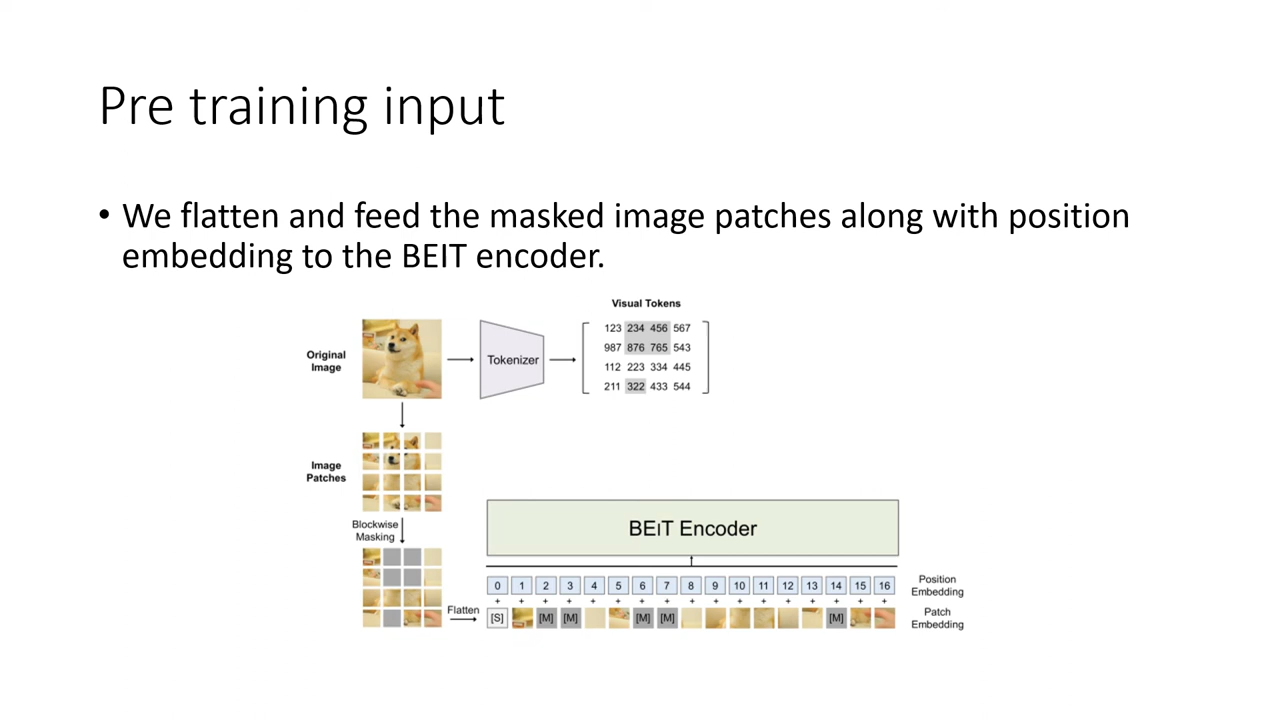 Pre training input
• We flatten and feed the masked image patches along with position
embedding to the BEIT encoder.
Visual Tokens
123 234 456 567
987 876 765 543
112 223 334 445
211 322 433 544
Original
Image
Tokenizer
Image
Patches
Blockwise
Masking
Flatten
BEIT Encoder
0 1 2 3 4 5 6 7 8 9 10 11 12 13 14 15 16
Position
Embedding
+ + + + + + + + + + + + + + + + +
[S] [M] [M] [M] [M] [M]
Patch
Embedding